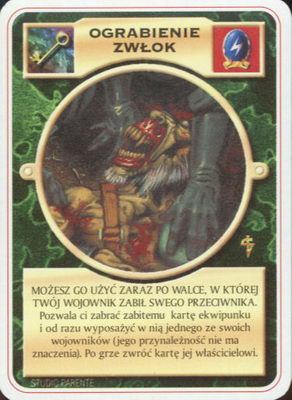 OGRABIENIE
ZWŁOK
MOŻESZ GO UŻYĆ ZARAZ PO WALCE, W KTÓREJ
TWÓJ WOJOWNIK ZABIŁ SWEGO PRZECIWNIKA.
Pozwala ci zabrać zabitemu kartę ekwipunku
i od razu wyposażyć w nią jednego ze swoich
wojowników (jego przynależność nie ma
znaczenia). Po grze zwróć kartę jej właścicielowi.
STUDIO PARENTE